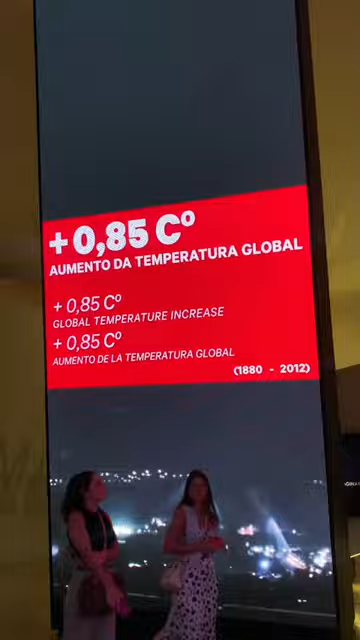 +0,85 Cº
AUMENTO DA TEMPERATURA GLOBAL
+ 0,85 Cº
GLOBAL TEMPERATURE INCREASE
+ 0,85 Cº
AUMENTO DE LA TEMPERATURA GLOBAL
(1880 - 2012)